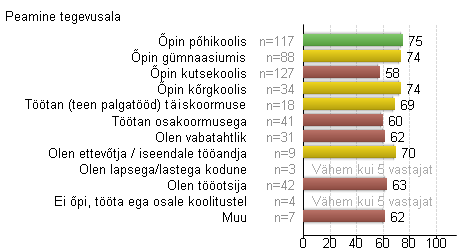 Peamine tegevusala
Õpin põhikoolis n=117 75
Õpin gümnaasiumis n=88 74
Õpin kutsekoolis n=127 58
Õpin kõrgkoolis n=34 74
Töötan (teen palgatööd) täiskoormuse n=18 69
Töötan osakoormusega n=41 60
Olen vabatahtlik n=31 62
Olen ettevõtja / iseendale tööandja n=9 70
Olen lapsega/lastega kodune n=3 Vähem kui 5 vastajat
Olen tööotsija n=42 63
Ei õpi, tööta ega osale koolitustel n=4 Vähem kui 5 vastajat
Muu n=7 62
0 20 40 60 80 100